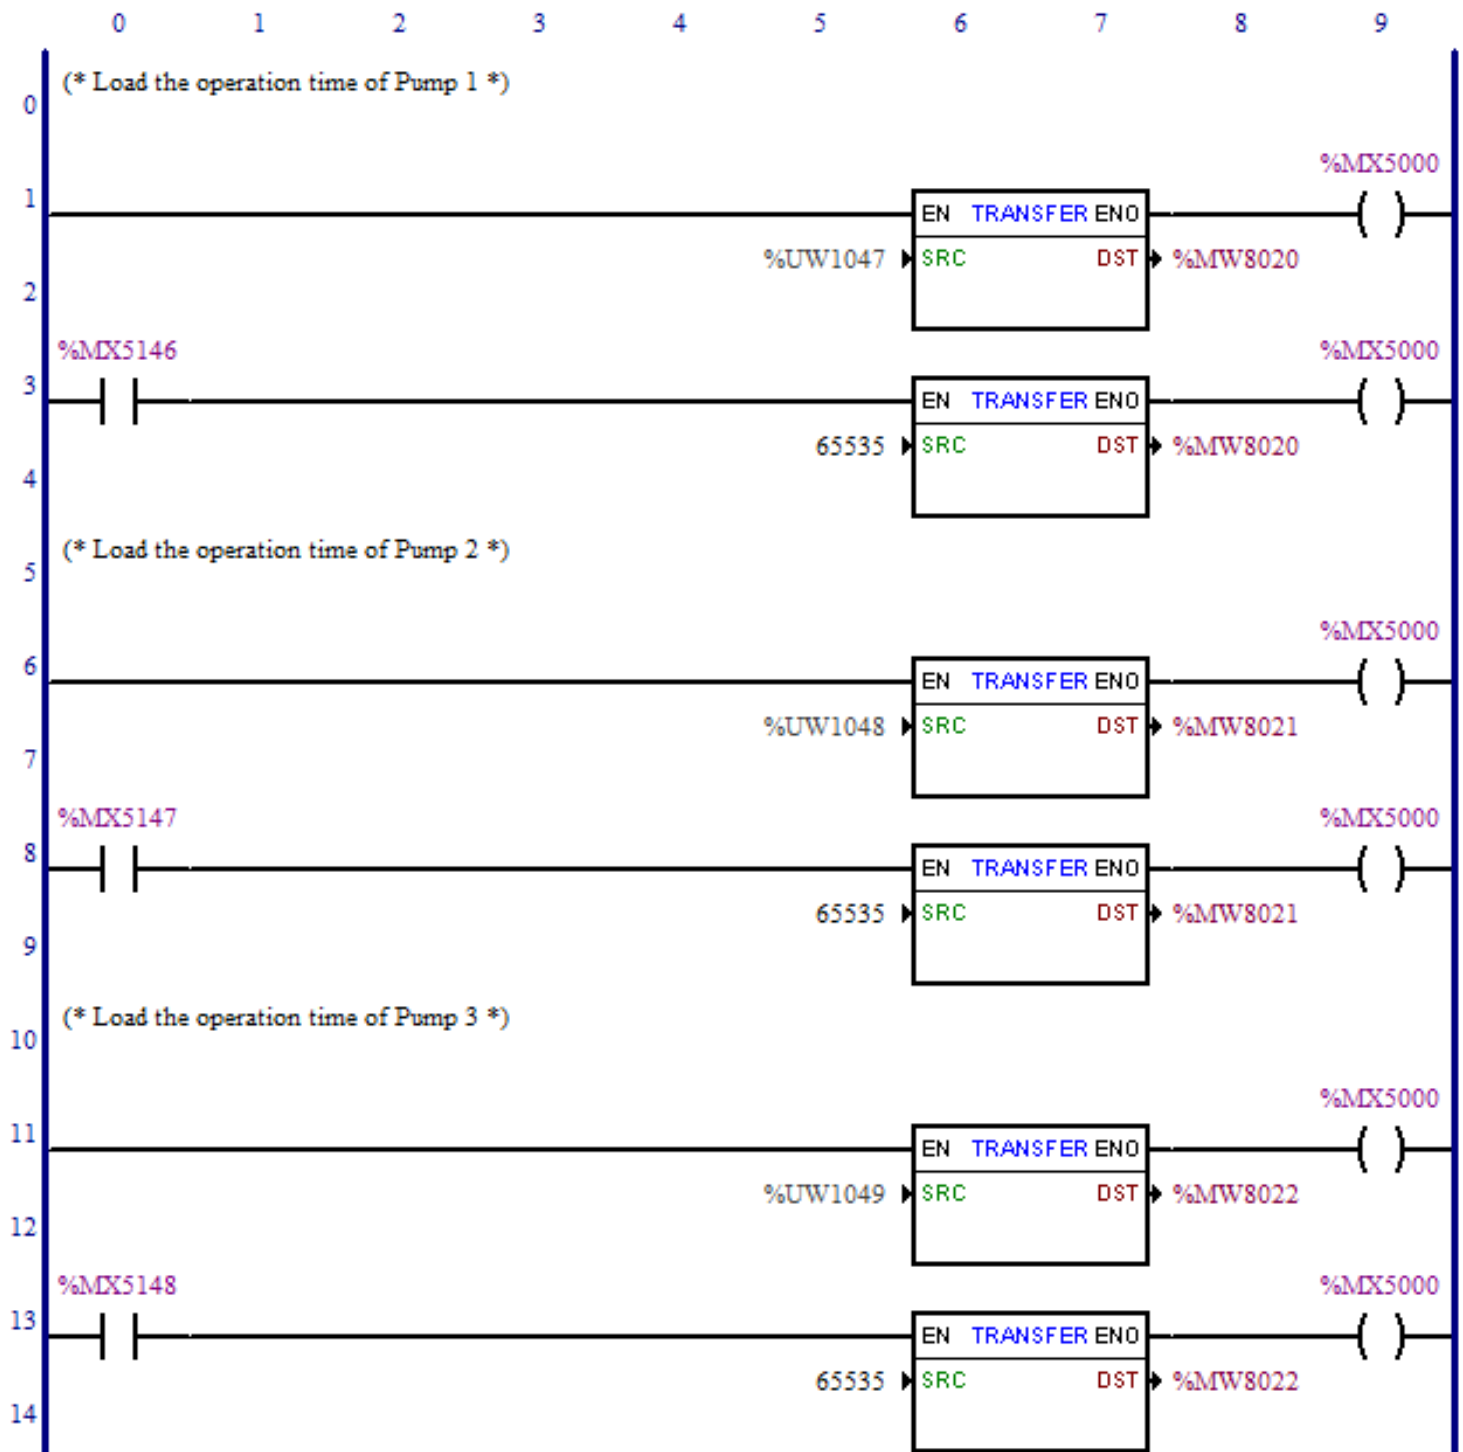 0 1 2 3 4 5 6 7 8 9
(* Load the operation time of Pump 1 *)
0
%MX5000
1
EN TRANSFER ENO
%UW1047 SRC DST %MW8020
2
%MX5146 %MX5000
3
EN TRANSFER ENO
65535 SRC DST %MW8020
4
(* Load the operation time of Pump 2 *)
5
%MX5000
6
EN TRANSFER ENO
%UW1048 SRC DST %MW8021
7
%MX5147 %MX5000
8
EN TRANSFER ENO
65535 SRC DST %MW8021
9
(* Load the operation time of Pump 3 *)
10
%MX5000
11
EN TRANSFER ENO
%UW1049 SRC DST %MW8022
12
%MX5148 %MX5000
13
EN TRANSFER ENO
65535 SRC DST %MW8022
14